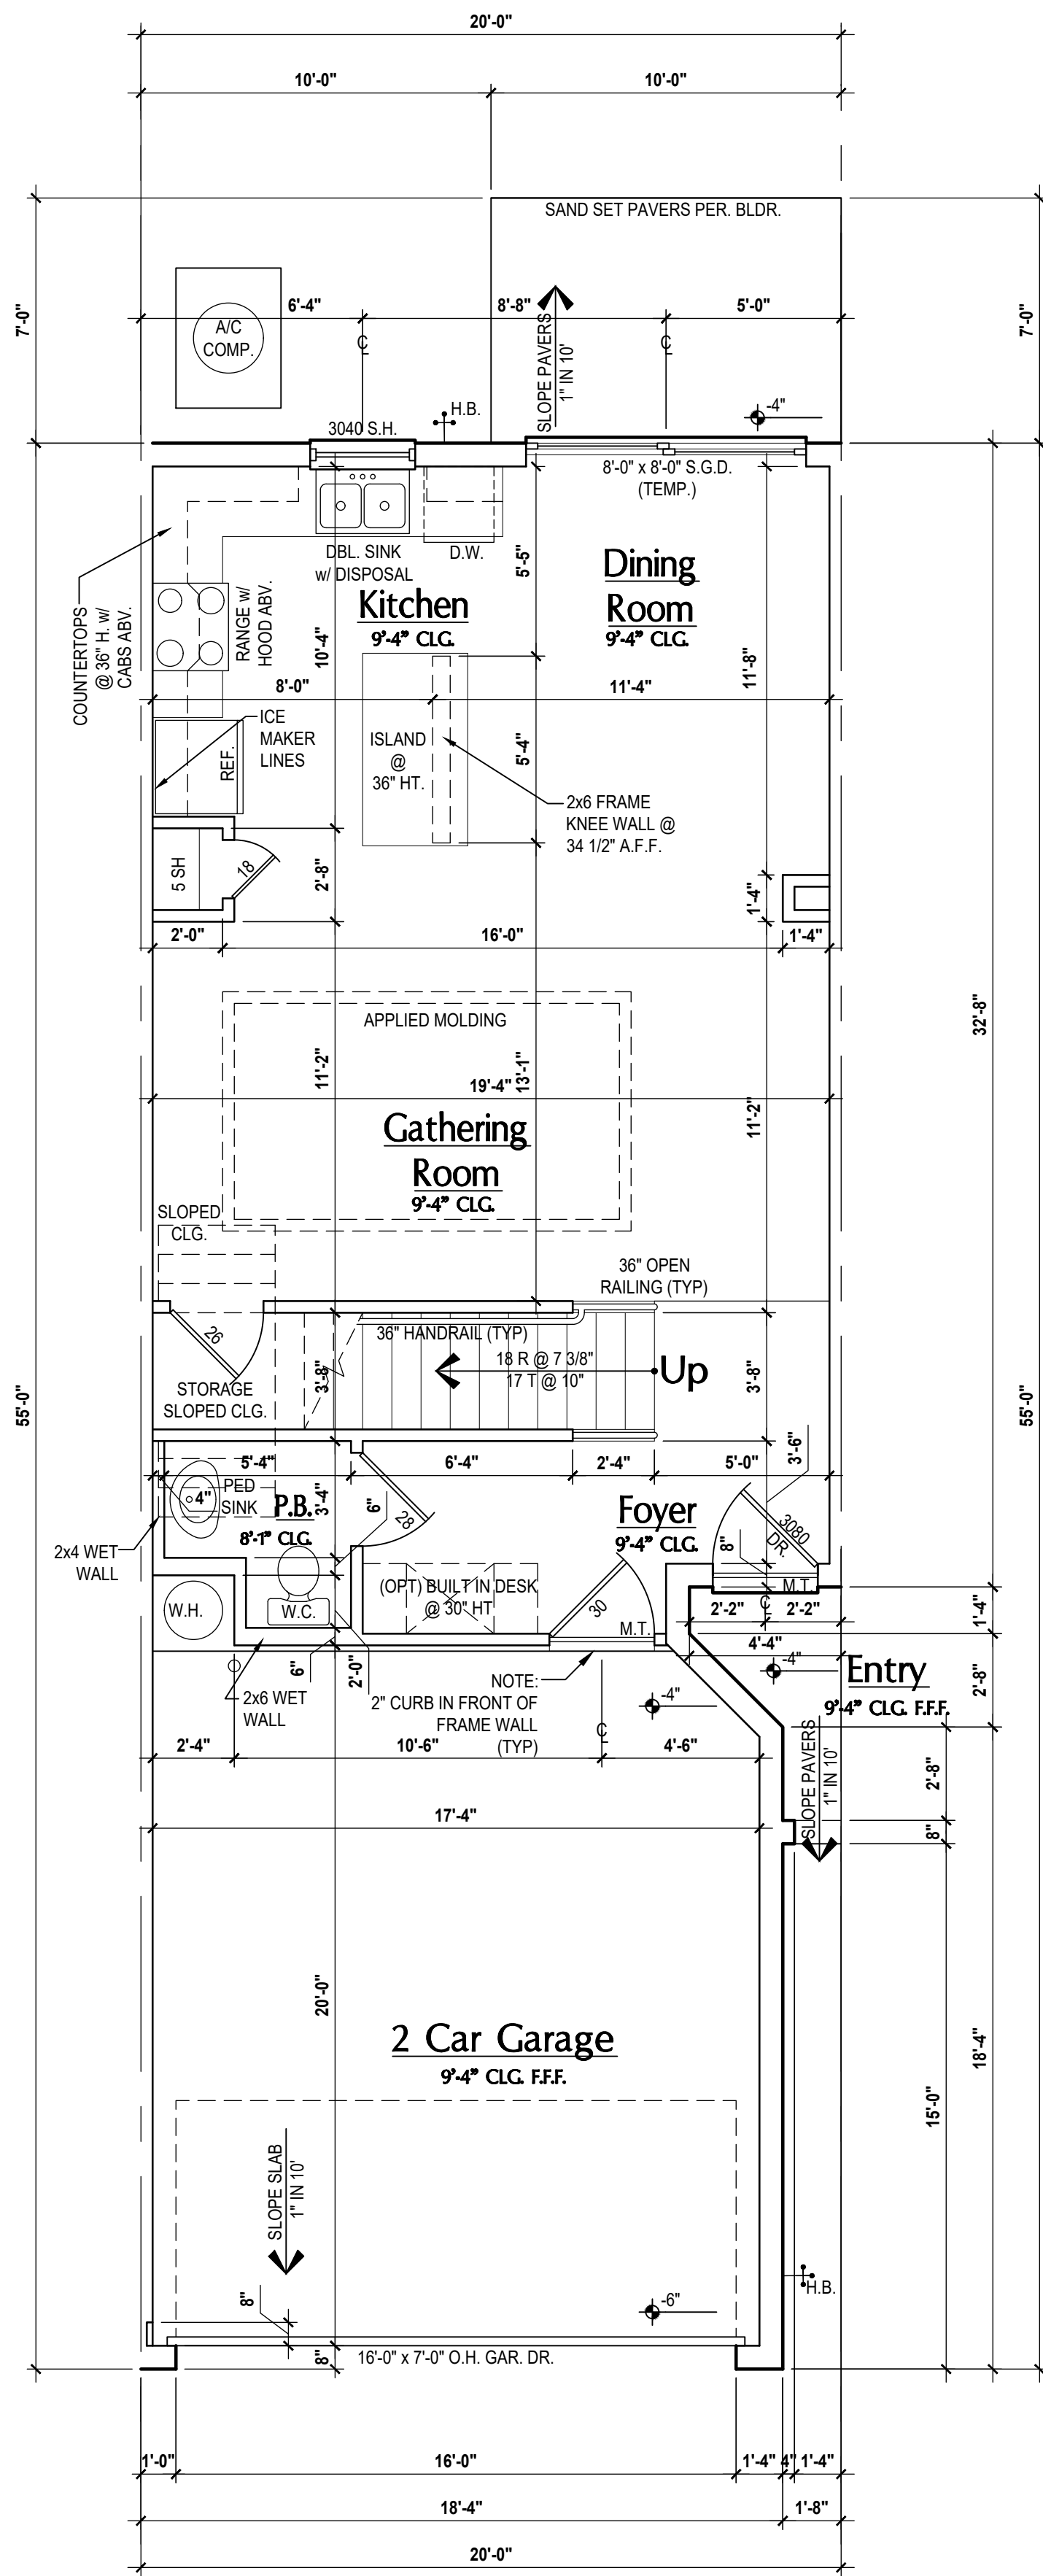 20'-0"
10'-0"
10'-0"
SAND SET PAVERS PER. BLDR.
7'-0"
7'-0"
6'-4"
8'-8"
5'-0"
A/C
COMP.
SLOPE PAVERS
1" IN 10'
-4"
H.B.
3040 S.H.
8'-0" x 8'-0" S.G.D.
(TEMP.)
DBL. SINK
w/ DISPOSAL
D.W.
5'-5"
Dining
Room
9'-4" CLG.
Kitchen
9'-4" CLG.
COUNTERTOPS
@ 36" H. w/
CABS ABV.
RANGE w/
HOOD ABV.
10'-4"
11'-8"
8'-0"
11'-4"
ICE
MAKER
LINES
REF.
ISLAND
@
36" HT.
5'-4"
2x6 FRAME
KNEE WALL @
34 1/2" A.F.F.
5 SH
18
2'-8"
1'-4"
2'-0"
16'-0"
1'-4"
32'-8"
APPLIED MOLDING
11'-2"
13'-1"
19'-4"
11'-2"
Gathering
Room
9'-4" CLG.
SLOPED
CLG.
36" OPEN
RAILING (TYP)
26
36" HANDRAIL (TYP)
18 R @ 7 3/8"
17 T @ 10"
Up
3'-8"
3'-8"
STORAGE
SLOPED CLG.
55'-0"
55'-0"
5'-4"
6'-4"
2'-4"
5'-0"
3'-6"
4"
PED
SINK
P.B.
8'-1" CLG.
3'-4"
6"
28
Foyer
9'-4" CLG.
8"
3080
DR.
2x4 WET
WALL
W.H.
W.C.
(OPT) BUILT IN DESK
@ 30" HT
30
M.T.
M.T.
2'-2"
2'-2"
1'-4"
4'-4"
-4"
Entry
9'-4" CLG. F.F.F.
2'-8"
6"
2'-0"
2x6 WET
WALL
NOTE:
2" CURB IN FRONT OF
FRAME WALL
(TYP)
-4"
2'-4"
10'-6"
4'-6"
SLOPE PAVERS
1" IN 10'
2'-8"
8"
17'-4"
20'-0"
18'-4"
15'-0"
2 Car Garage
9'-4" CLG. F.F.F.
SLOPE SLAB
1" IN 10'
8"
-6"
H.B.
8"
16'-0" x 7'-0" O.H. GAR. DR.
1'-0"
16'-0"
1'-4"
4"
1'-4"
18'-4"
1'-8"
20'-0"